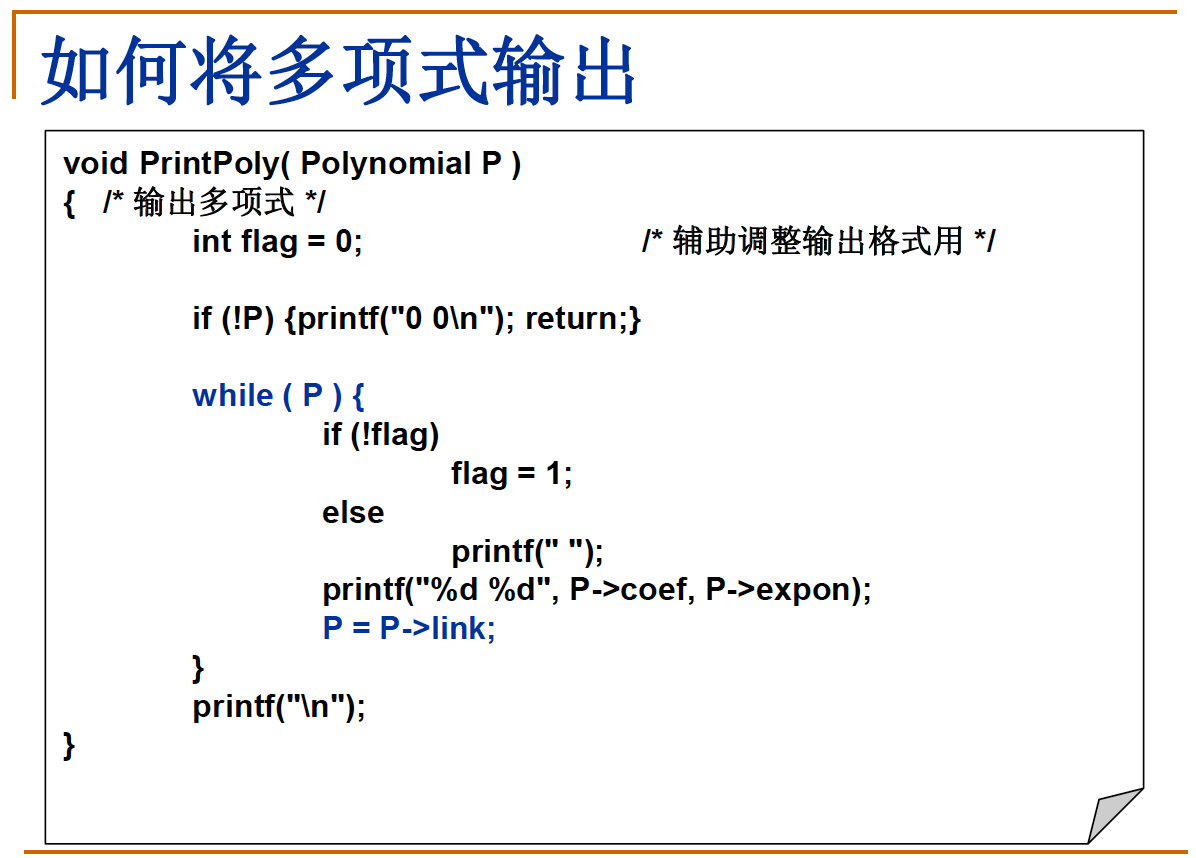 如何将多项式输出
void PrintPoly( Polynomial P )
{ /* 输出多项式 */
int flag = 0; /* 辅助调整输出格式用 */
if (!P) {printf("0 0\n"); return;}
while ( P ) {
if (!flag)
flag = 1;
else
printf(" ");
printf("%d %d", P->coef, P->expon);
P = P->link;
}
printf("\n");
}